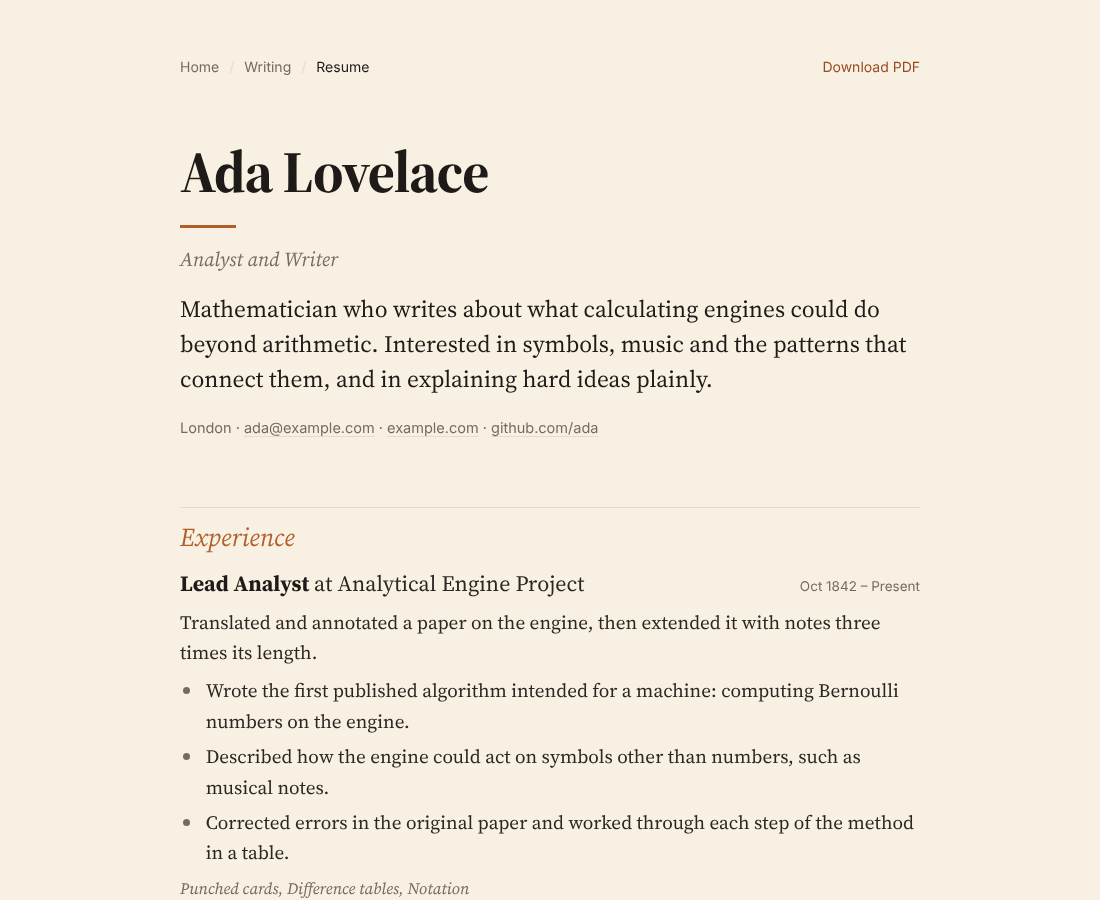 Home / Writing / Resume
Download PDF
Ada Lovelace
Analyst and Writer
Mathematician who writes about what calculating engines could do
beyond arithmetic. Interested in symbols, music and the patterns that
connect them, and in explaining hard ideas plainly.
London · ada@example.com · example.com · github.com/ada
Experience
Lead Analyst at Analytical Engine Project
Oct 1842 – Present
Translated and annotated a paper on the engine, then extended it with notes three
times its length.
• Wrote the first published algorithm intended for a machine: computing Bernoulli
numbers on the engine.
• Described how the engine could act on symbols other than numbers, such as
musical notes.
• Corrected errors in the original paper and worked through each step of the method
in a table.
Punched cards, Difference tables, Notation